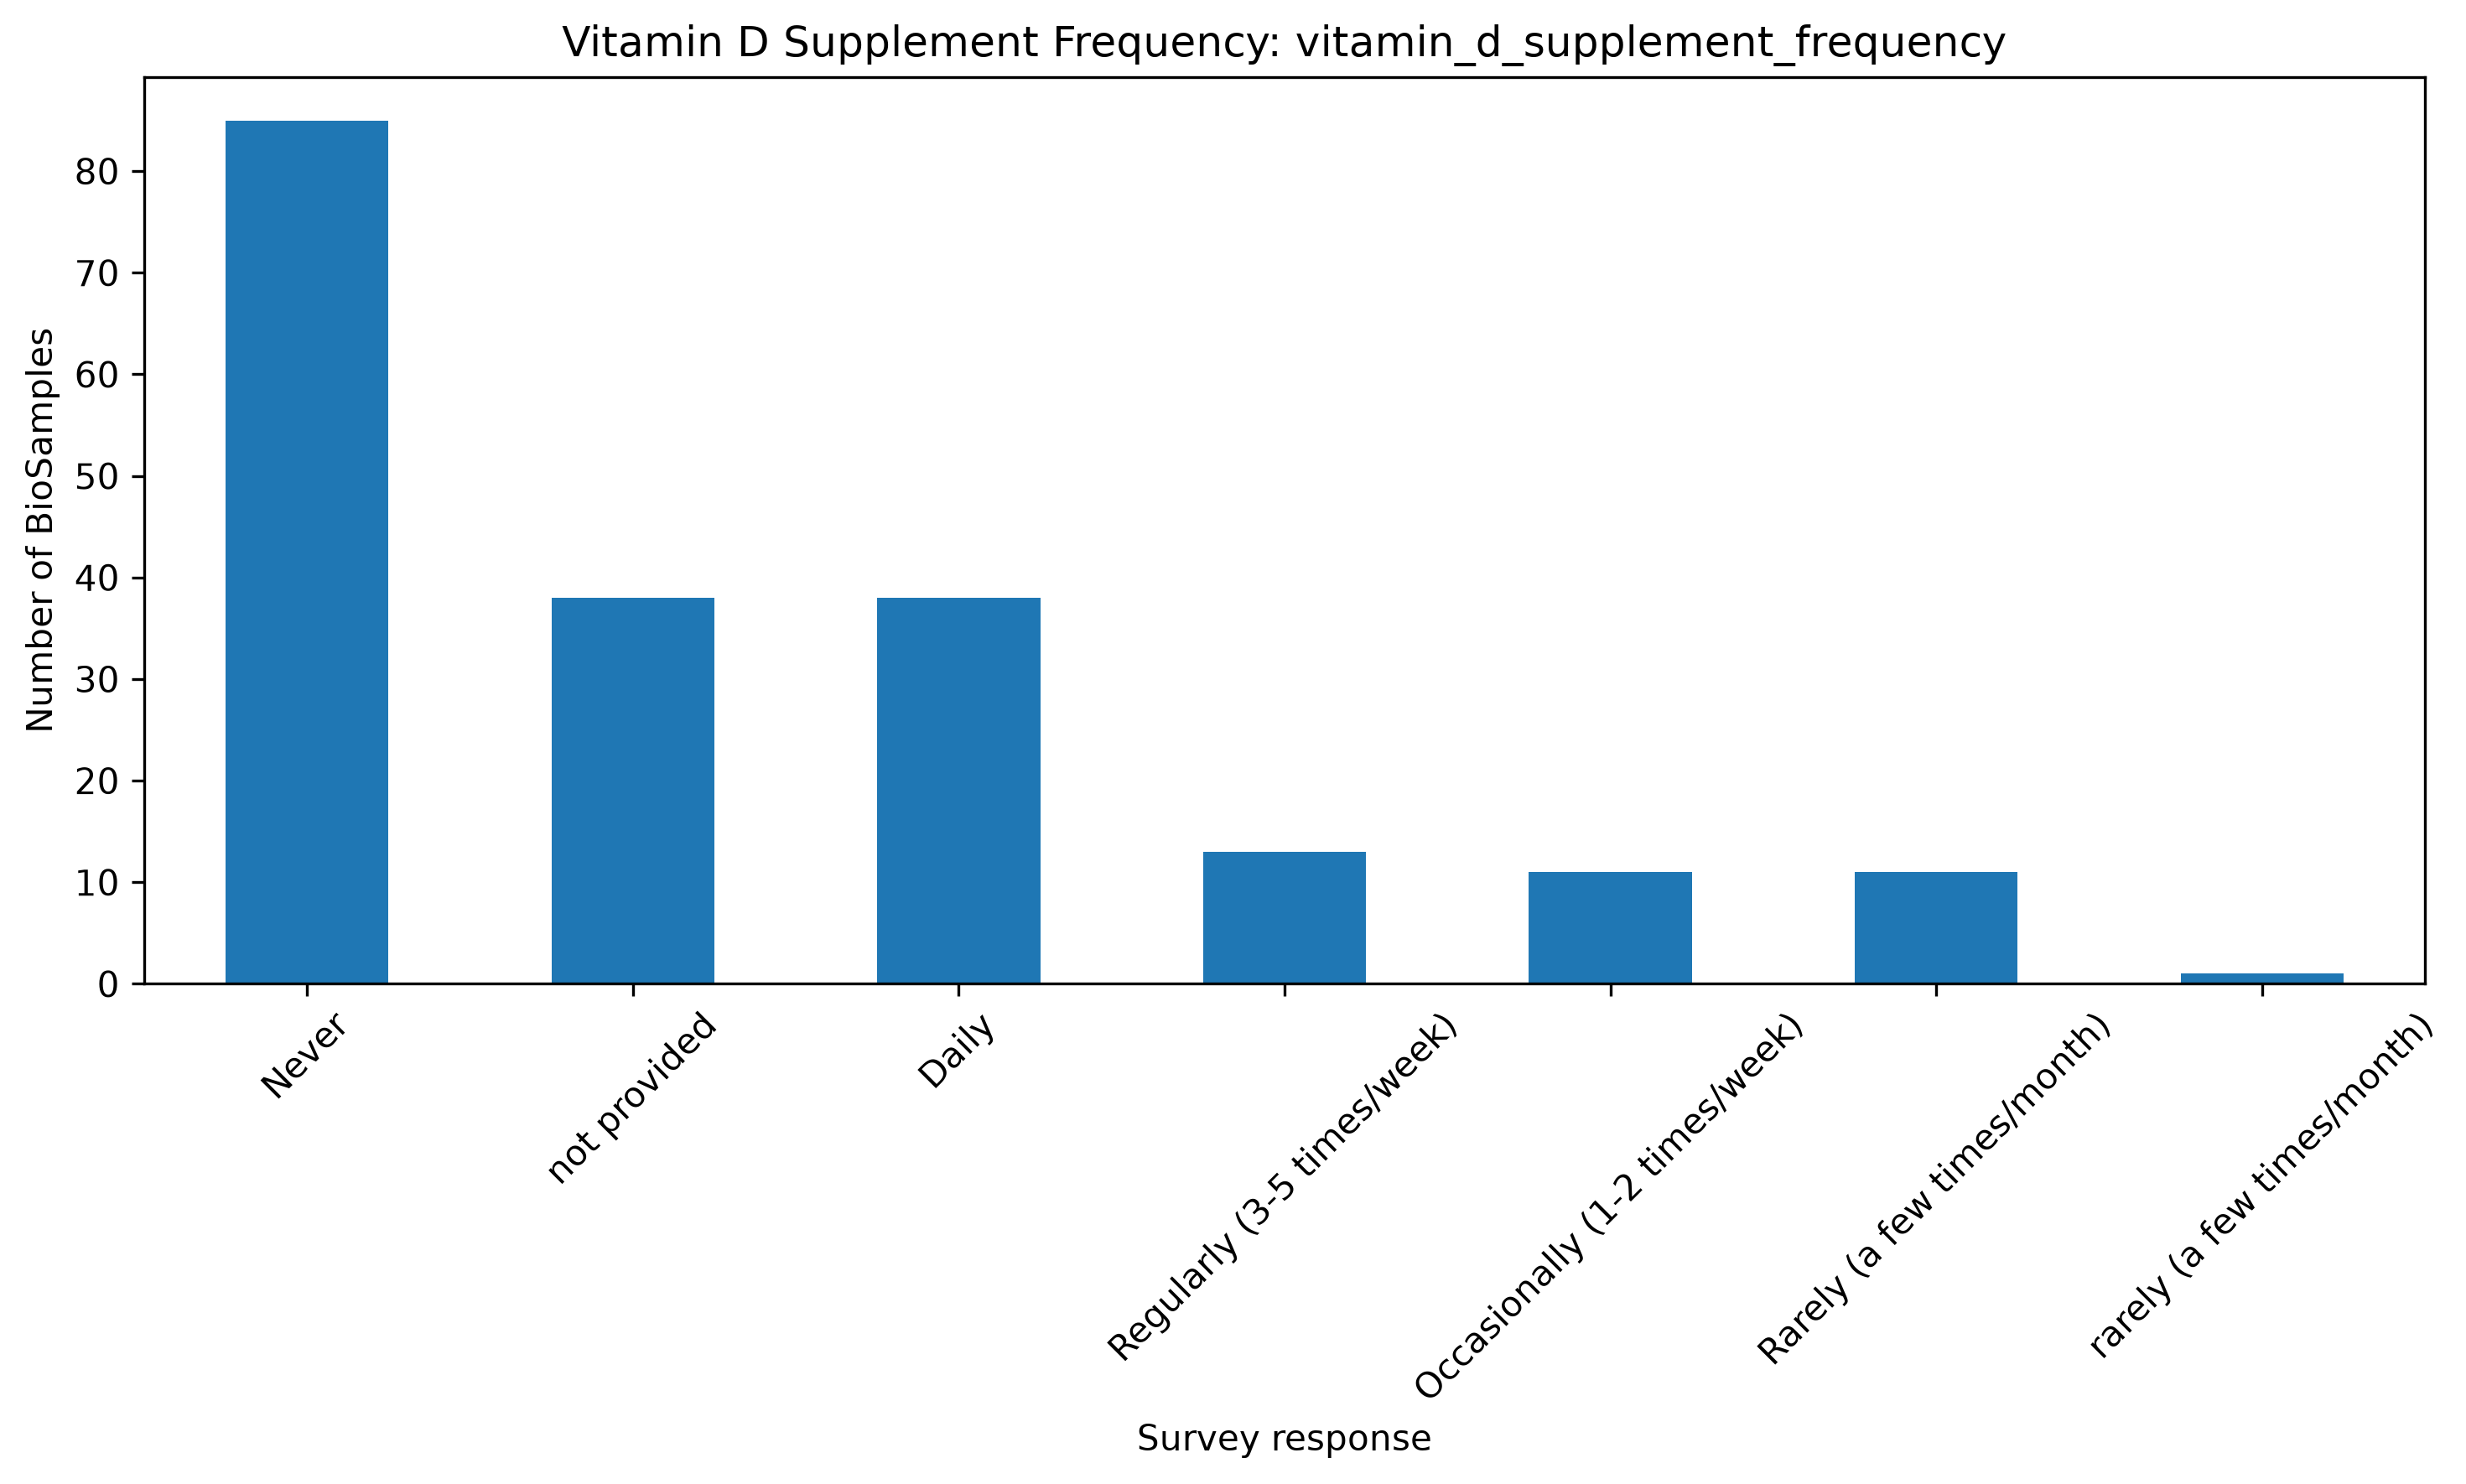 Vitamin D Supplement Frequency: vitamin_d_supplement_frequency
Number of BioSamples
80
70
60
50
40
30
20
10
0
Never
not provided
Daily
Regularly (3-5 times/week)
Occasionally (1-2 times/week)
Rarely (a few times/month)
rarely (a few times/month)
Survey response